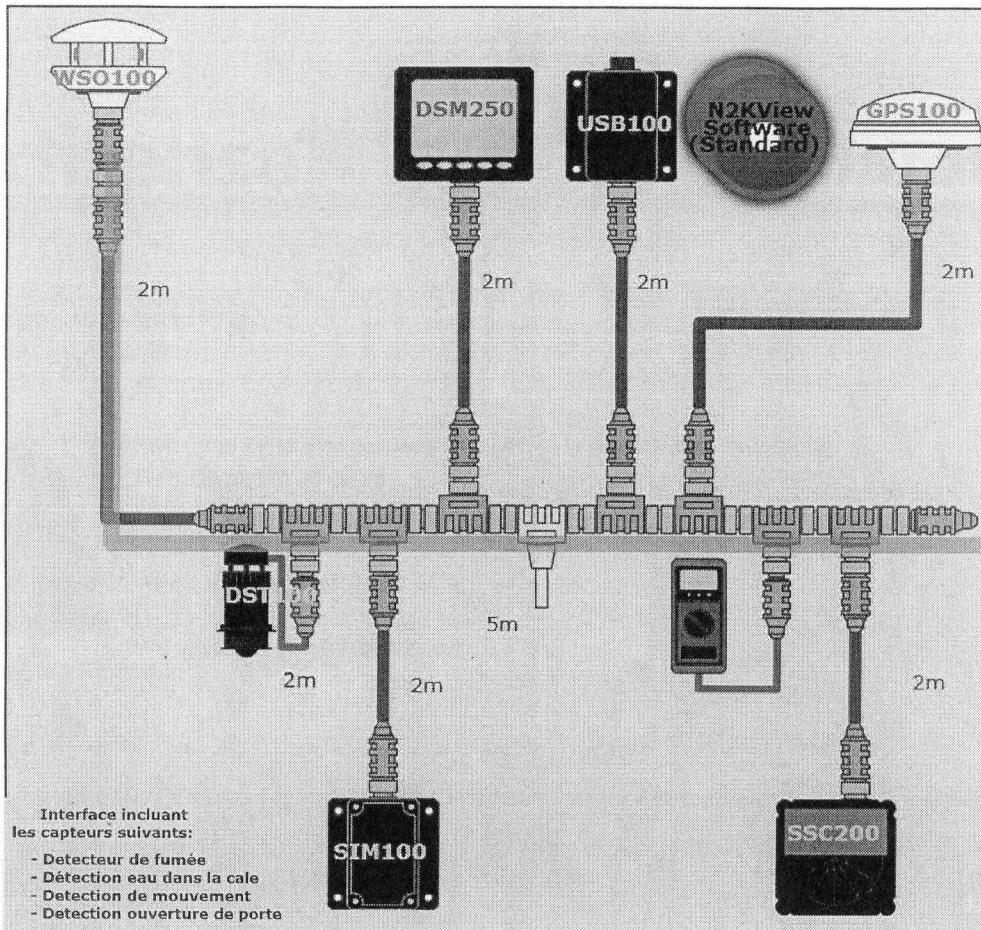 WSO100
DSM250
USB100
N2KView
Software
(Standard)
GPS100
2m
2m
2m
2m
DST100
5m
2m
2m
2m
Interface incluant
les capteurs suivants:
- Detecteur de fumée
- Détection eau dans la cale
- Detection de mouvement
- Detection ouverture de porte
SIM100
SSC200